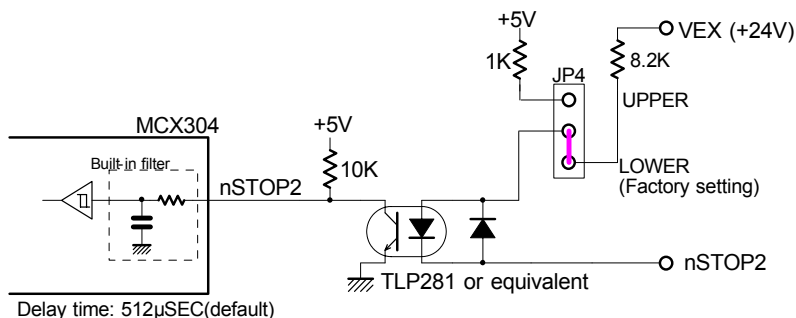 +5V
VEX (+24V)
1K
JP4
8.2K
UPPER
MCX304
+5V
Built-in filter
10K
LOWER
nSTOP2
(Factory setting)
nSTOP2
TLP281 or equivalent
Delay time: 512µSEC(default)